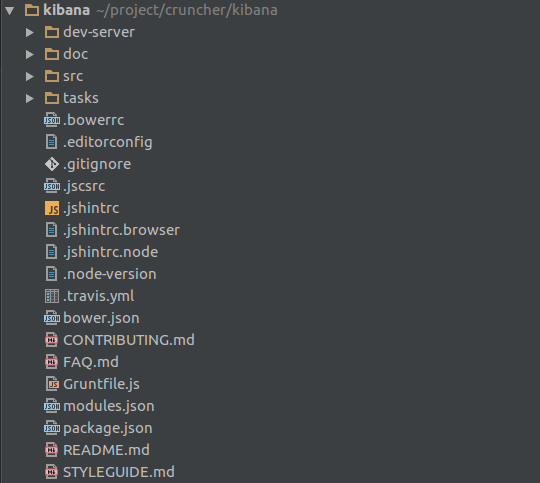 kibana ~/project/cruncher/kibana
dev-server
doc
src
tasks
.bowerrc
.editorconfig
.gitignore
.jscsrc
.jshintrc
.jshintrc.browser
.jshintrc.node
.node-version
.travis.yml
bower.json
CONTRIBUTING.md
FAQ.md
Gruntfile.js
modules.json
package.json
README.md
STYLEGUIDE.md